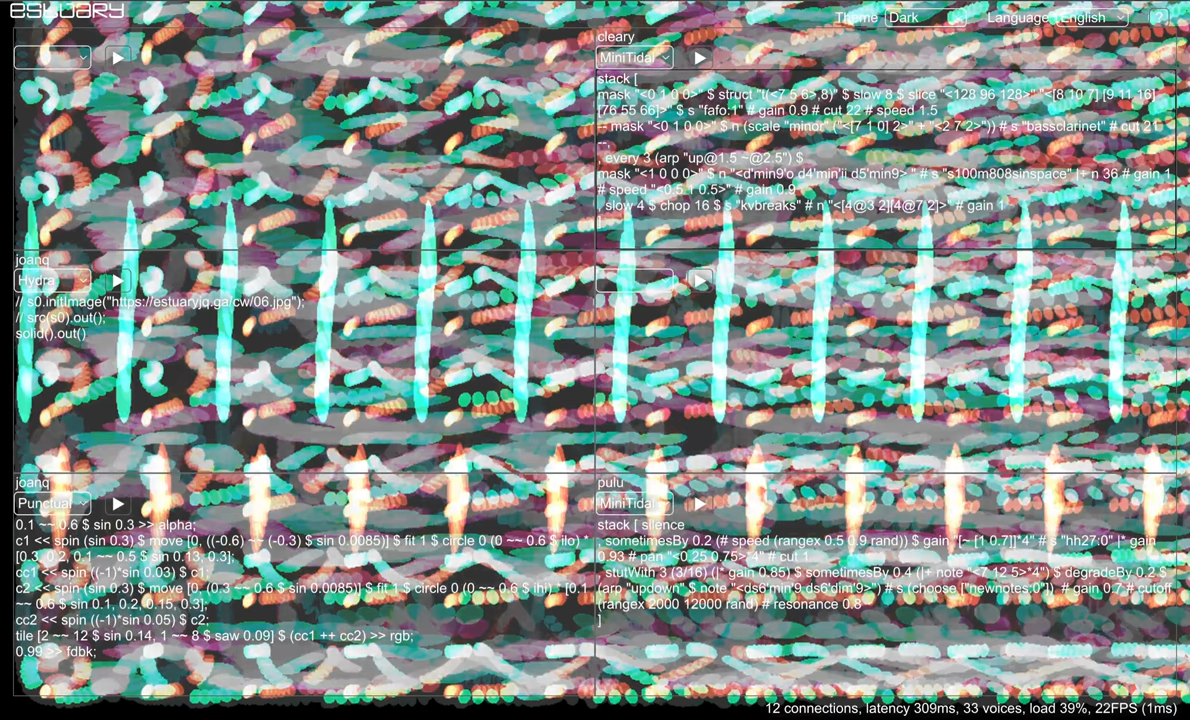 estuary
Theme Dark Language English ?
cleary
MiniTidal
stack [
mask "<0 1 0 0>" $ struct "t(<7 5 6>,8)" $ slow 8 $ slice "<128 96 128>" "<[8 10 7] [9 11 16]
[76 55 66]>" $ s "fafo:1" # gain 0.9 # cut 22 # speed 1.5
-- mask "<0 1 0 0>" $ n (scale "minor" ("<[7 1 0] 2>" + "<2 7 2>")) # s "bassclarinet" # cut 21
--,
, every 3 (arp "up@1.5 ~@2.5") $
mask "<1 0 0 0>" $ n "<d'min9'o d4'min'ii d5'min9> " # s "s100m808sinspace" |+ n 36 # gain 1
# speed "<0.5 1 0.5>" # gain 0.9
, slow 4 $ chop 16 $ s "kvbreaks" # n "<[4@3 2][4@7 2]>" # gain 1
joanq
Hydra
// s0.initImage("https://estuaryjq.ga/cw/06.jpg");
// src(s0).out();
solid().out()
joanq
Punctual
0.1 ~~ 0.6 $ sin 0.3 >> alpha;
c1 << spin (sin 0.3) $ move [0, ((-0.6) ~~ (-0.3) $ sin 0.0085)] $ fit 1 $ circle 0 (0 ~~ 0.6 $ ilo) *
[0.3, 0.2, 0.1 ~~ 0.5 $ sin 0.13, 0.3];
cc1 << spin ((-1)*sin 0.03) $ c1;
c2 << spin (sin 0.3) $ move [0, (0.3 ~~ 0.6 $ sin 0.0085)] $ fit 1 $ circle 0 (0 ~~ 0.6 $ ihi) * [0.1
~~ 0.6 $ sin 0.1, 0.2, 0.15, 0.3];
cc2 << spin ((-1)*sin 0.05) $ c2;
tile [2 ~~ 12 $ sin 0.14, 1 ~~ 8 $ saw 0.09] $ (cc1 ++ cc2) >> rgb;
0.99 >> fdbk;
pulu
MiniTidal
stack [ silence
, sometimesBy 0.2 (# speed (rangex 0.5 0.9 rand)) $ gain "[~ [1 0.7]]*4" # s "hh27:0" |* gain
0.93 # pan "<0.25 0.75>*4" # cut 1
, stutWith 3 (3/16) (|* gain 0.85) $ sometimesBy 0.4 (|+ note "<7 12 5>*4") $ degradeBy 0.2 $
(arp "updown" $ note "<ds6'min'9 ds6'dim'9>") # s (choose ["newnotes:0"]) # gain 0.7 # cutoff
(rangex 2000 12000 rand) # resonance 0.8
]
12 connections, latency 309ms, 33 voices, load 39%, 22FPS (1ms)